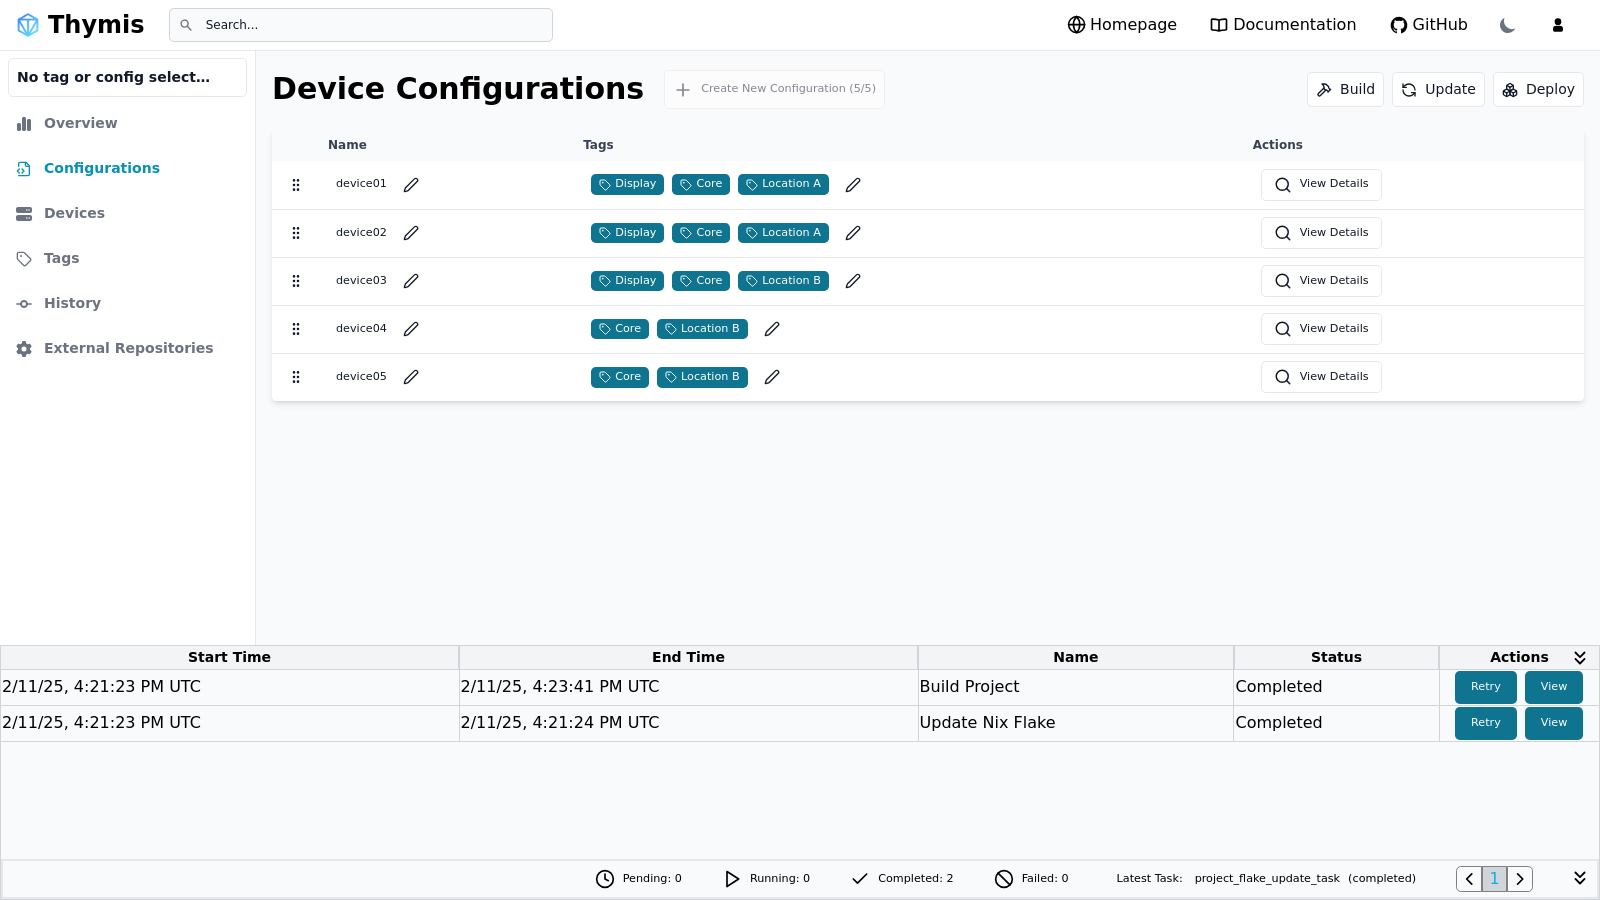 Thymis
Search...
Homepage
Documentation
GitHub
No tag or config select...
Overview
Configurations
Devices
Tags
History
External Repositories
Device Configurations
Create New Configuration (5/5)
Build
Update
Deploy
Name Tags Actions
device01 Display Core Location A View Details
device02 Display Core Location A View Details
device03 Display Core Location B View Details
device04 Core Location B View Details
device05 Core Location B View Details
Start Time End Time Name Status Actions
2/11/25, 4:21:23 PM UTC 2/11/25, 4:23:41 PM UTC Build Project Completed Retry View
2/11/25, 4:21:23 PM UTC 2/11/25, 4:21:24 PM UTC Update Nix Flake Completed Retry View
Pending: 0 Running: 0 Completed: 2 Failed: 0 Latest Task: project_flake_update_task (completed) 1